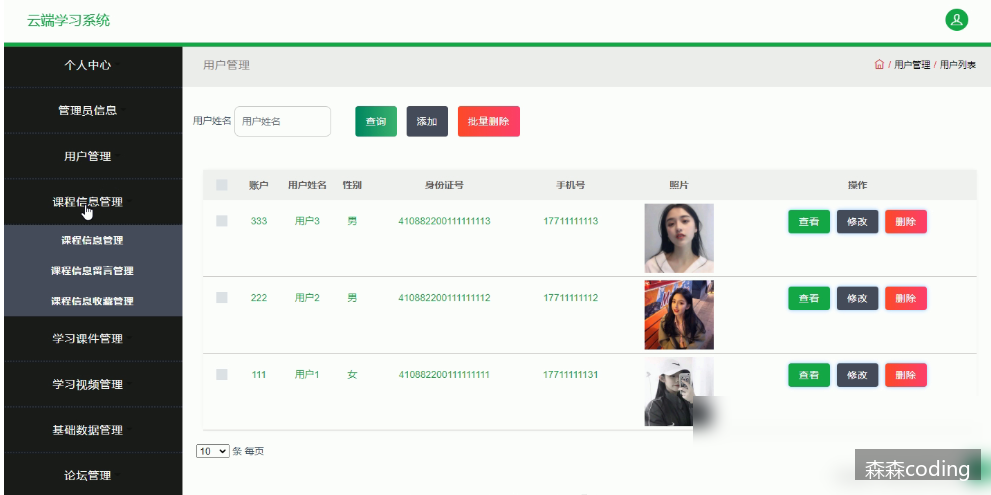 云端学习系统
个人中心
用户管理
/ 用户管理 / 用户列表
管理员信息
用户管理
课程信息管理
课程信息管理
课程信息留言管理
课程信息收藏管理
学习课件管理
学习视频管理
基础数据管理
论坛管理
用户姓名 用户姓名 查询 添加 批量删除
账户 用户姓名 性别 身份证号 手机号 照片 操作
333 用户3 男 410882200111111113 17711111113 查看 修改 删除
222 用户2 男 410882200111111112 17711111112 查看 修改 删除
111 用户1 女 410882200111111111 17711111131 查看 修改 删除
10 条 每页
森森coding